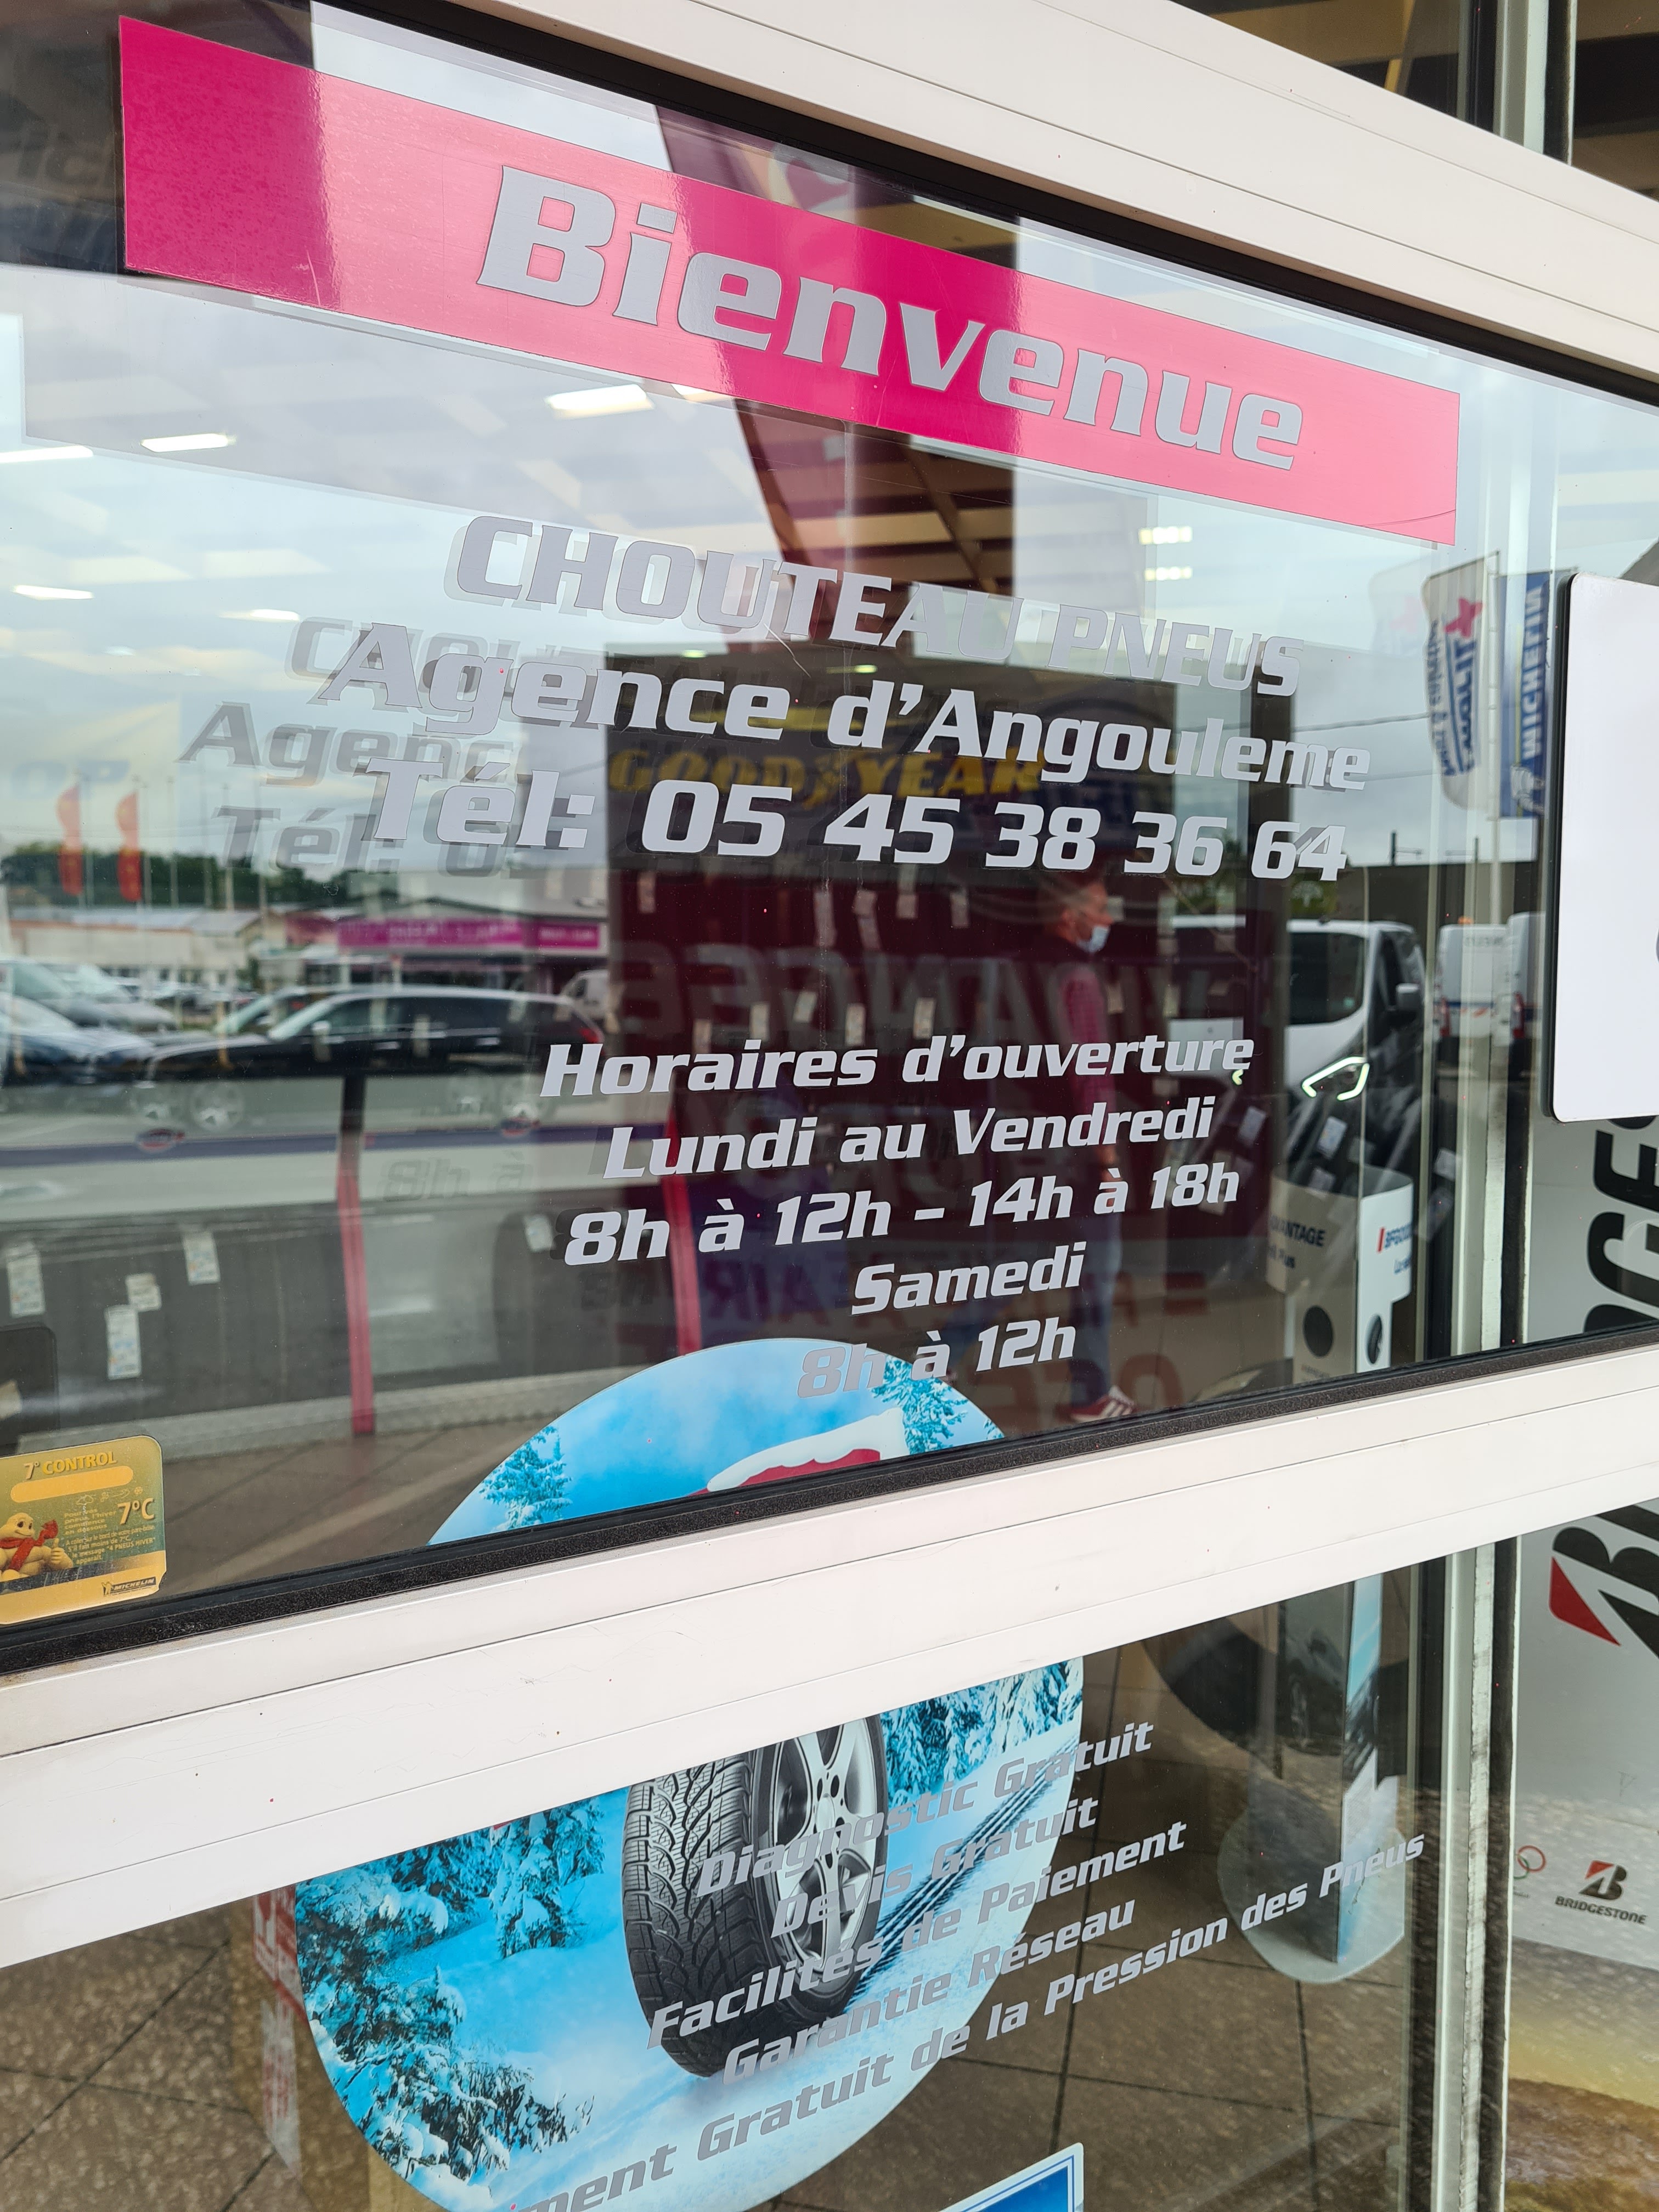 Bienvenue
CHOUTEAU PNEUS
Agence d'Angouleme
Tél: 05 45 38 36 64
GOODYEAR
MICHELIN
Horaires d'ouverture
Lundi au Vendredi
8h à 12h - 14h à 18h
Samedi
8h à 12h
7° CONTROL
7°C
MICHELIN
Diagnostic Gratuit
Devis Gratuit
Facilités de Paiement
Garantie Réseau
Gratuit de la Pression des Pneus
BRIDGESTONE